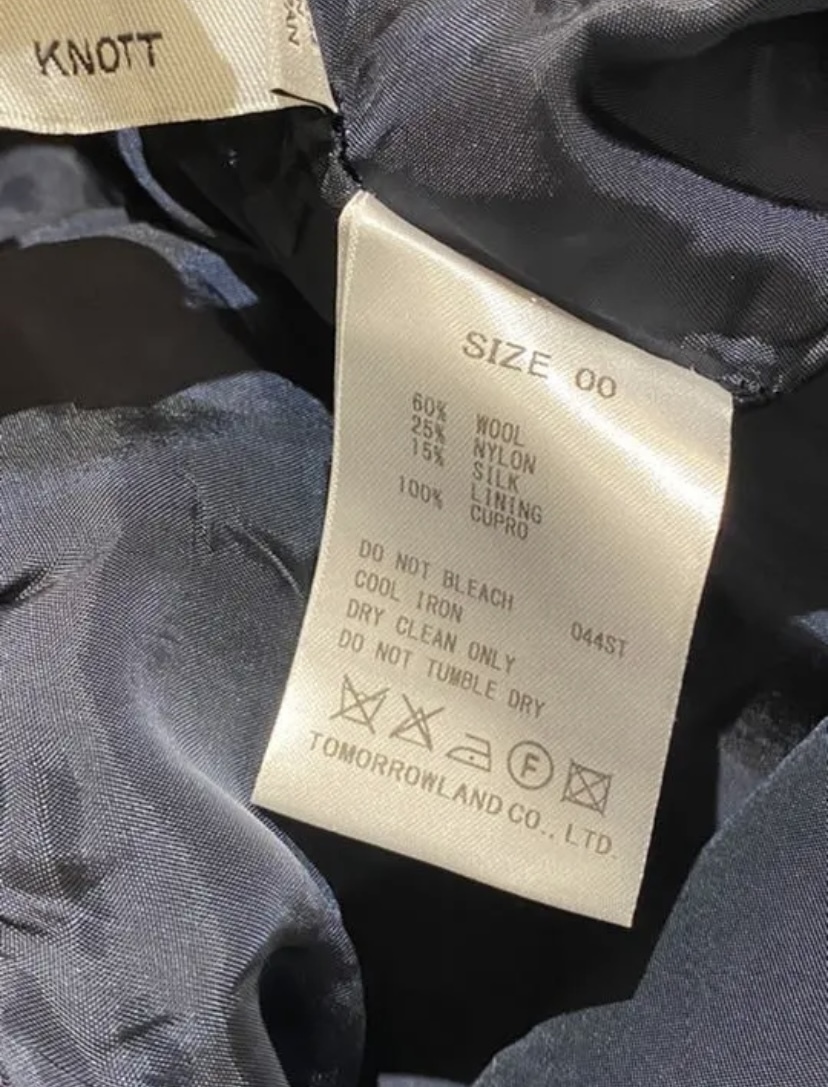 KNOTT
SIZE 00
60% WOOL
25% NYLON
15% SILK
LINING
100% CUPRO
DO NOT BLEACH
COOL IRON
DRY CLEAN ONLY 044ST
DO NOT TUMBLE DRY
F
TOMORROWLAND CO., LTD.